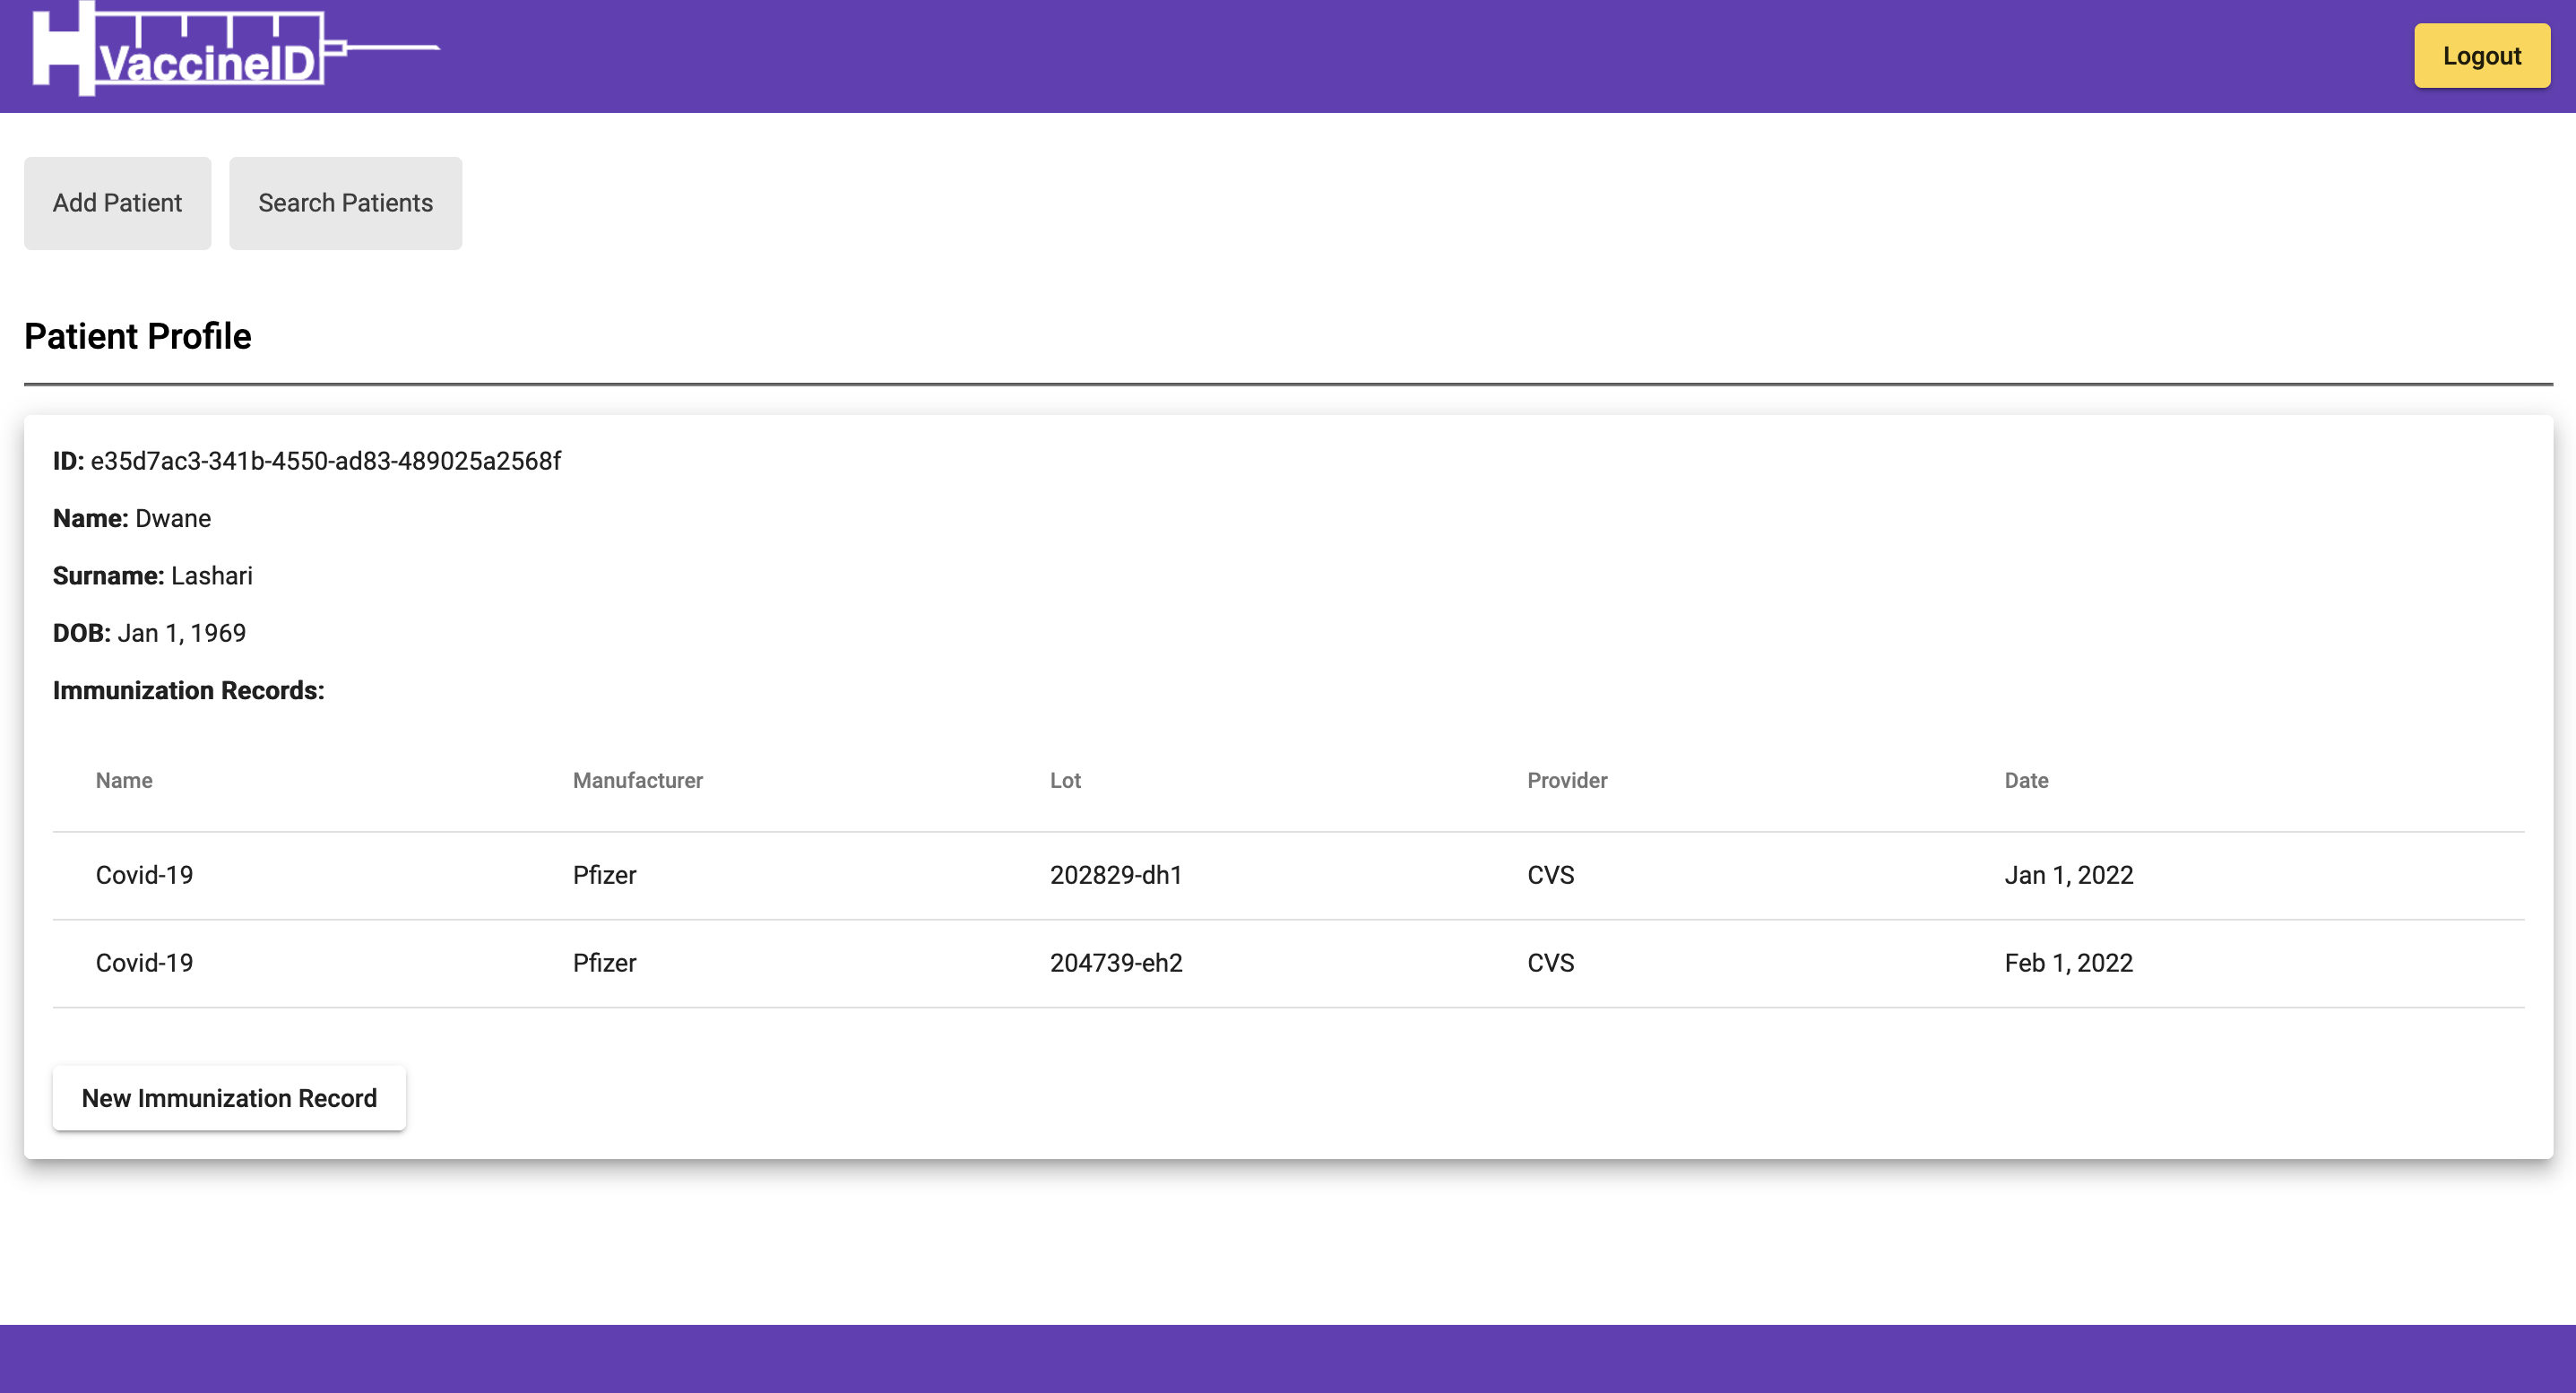 VaccineID
Logout
Add Patient
Search Patients
Patient Profile
ID: e35d7ac3-341b-4550-ad83-489025a2568f
Name: Dwane
Surname: Lashari
DOB: Jan 1, 1969
Immunization Records:
Name Manufacturer Lot Provider Date
Covid-19 Pfizer 202829-dh1 CVS Jan 1, 2022
Covid-19 Pfizer 204739-eh2 CVS Feb 1, 2022
New Immunization Record